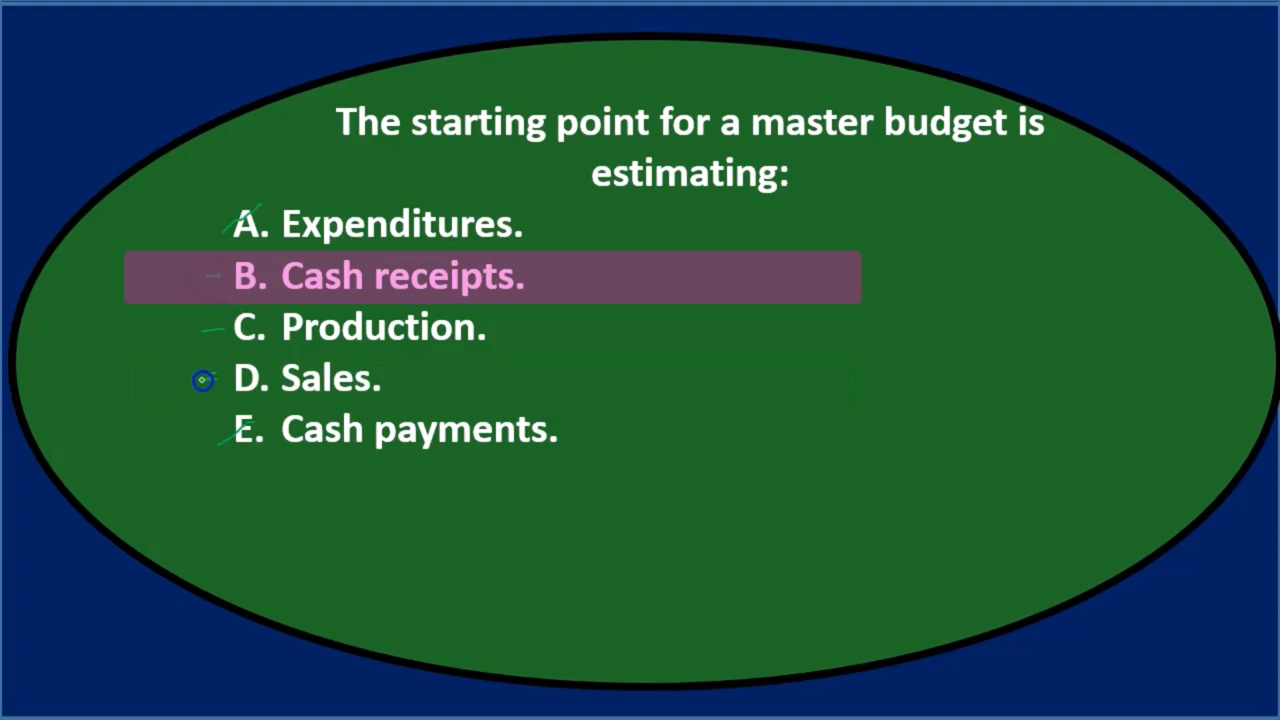 The starting point for a master budget is
estimating:
A. Expenditures.
B. Cash receipts.
C. Production.
D. Sales.
E. Cash payments.